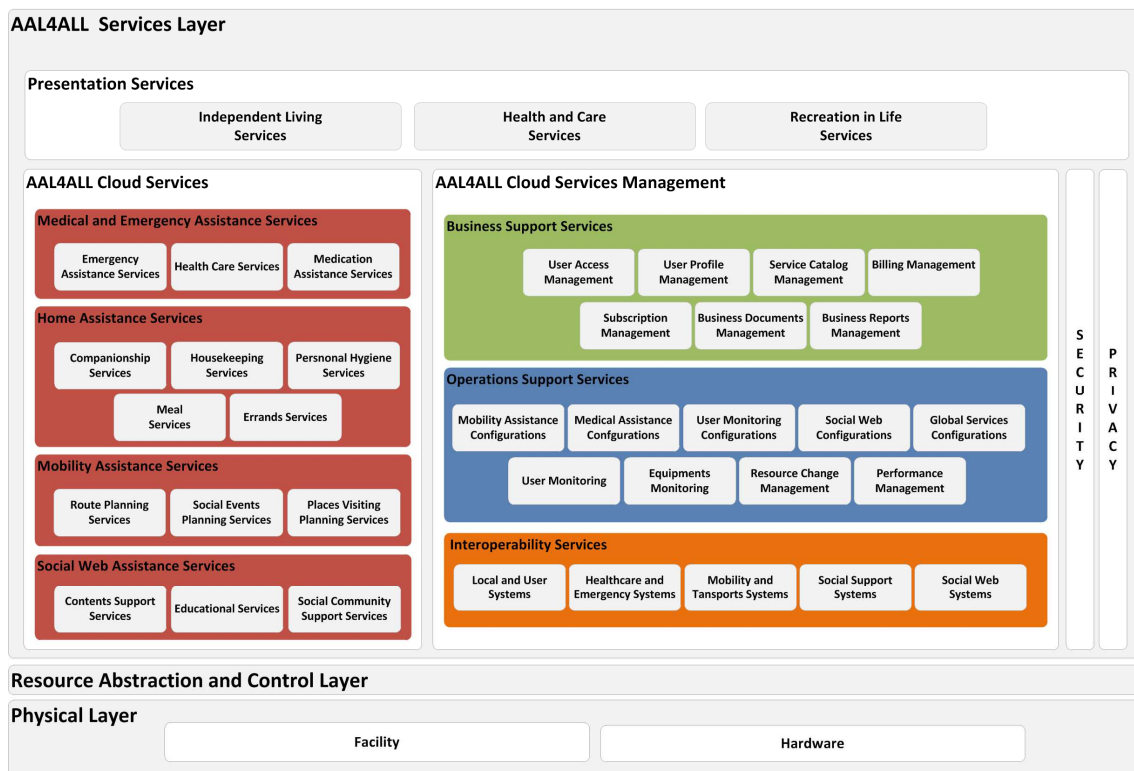 AAL4ALL Services Layer
Presentation Services
Independent Living
Services
Health and Care
Services
Recreation in Life
Services
AAL4ALL Cloud Services
Medical and Emergency Assistance Services
Emergency
Assistance Services
Health Care Services
Medication
Assistance Services
Home Assistance Services
Companionship
Services
Housekeeping
Services
Persnonal Hygiene
Services
Meal
Services
Errands Services
Mobility Assistance Services
Route Planning
Services
Social Events
Planning Services
Places Visiting
Planning Services
Social Web Assistance Services
Contents Support
Services
Educational Services
Social Community
Support Services
AAL4ALL Cloud Services Management
Business Support Services
User Access
Management
User Profile
Management
Service Catalog
Management
Billing Management
Subscription
Management
Business Documents
Management
Business Reports
Management
Operations Support Services
Mobility Assistance
Configurations
Medical Assistance
Confgurations
User Monitoring
Configurations
Social Web
Configurations
Global Services
Configurations
User Monitoring
Equipments
Monitoring
Resource Change
Management
Performance
Management
Interoperability Services
Local and User
Systems
Healthcare and
Emergency Systems
Mobility and
Tansports Systems
Social Support
Systems
Social Web
Systems
SECURITY
PRIVACY
Resource Abstraction and Control Layer
Physical Layer
Facility
Hardware